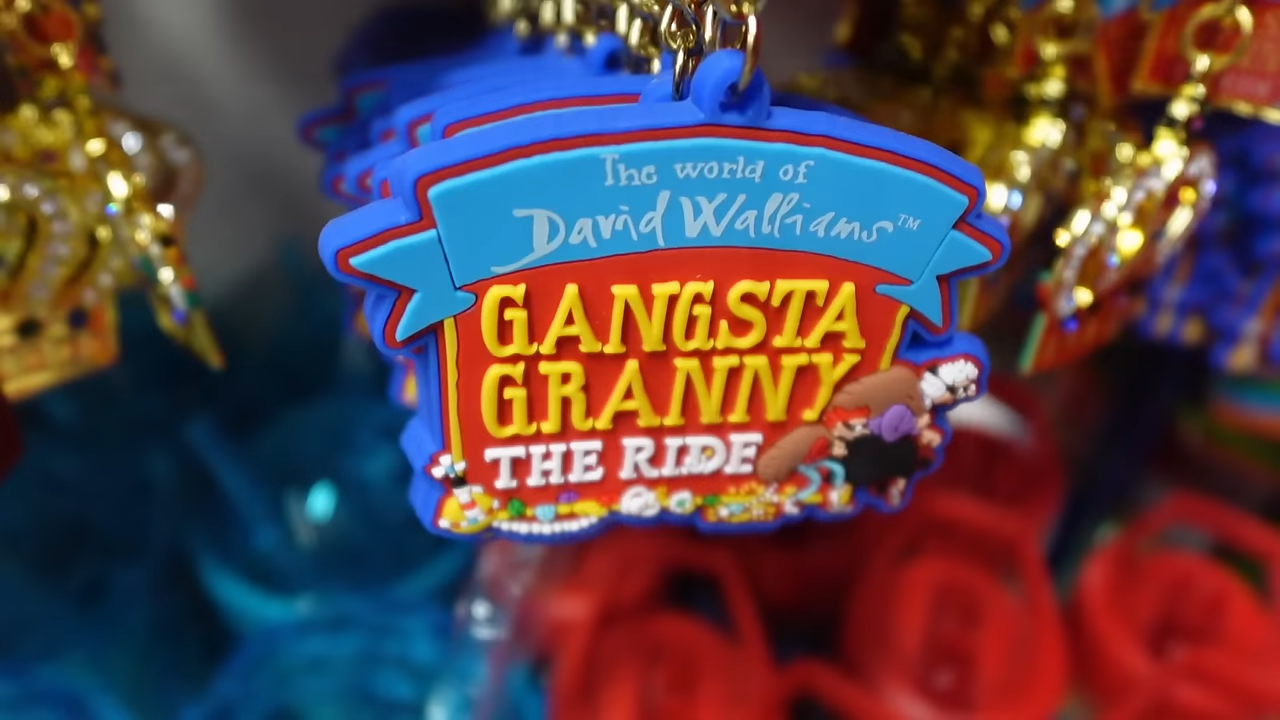 The world of
David Walliams™
GANGSTA
GRANNY
THE RIDE